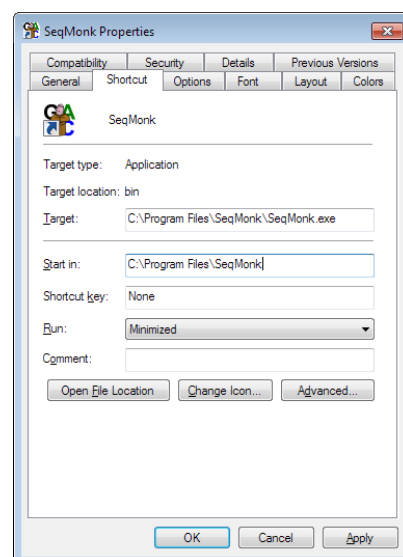 SeqMonk Properties
Compatibility Security Details Previous Versions
General Shortcut Options Font Layout Colors
G A
T C
SeqMonk
Target type: Application
Target location: bin
Target: C:\Program Files\SeqMonk\SeqMonk.exe
Start in: C:\Program Files\SeqMonk
Shortcut key: None
Run: Minimized
Comment:
Open File Location Change Icon... Advanced...
OK Cancel Apply